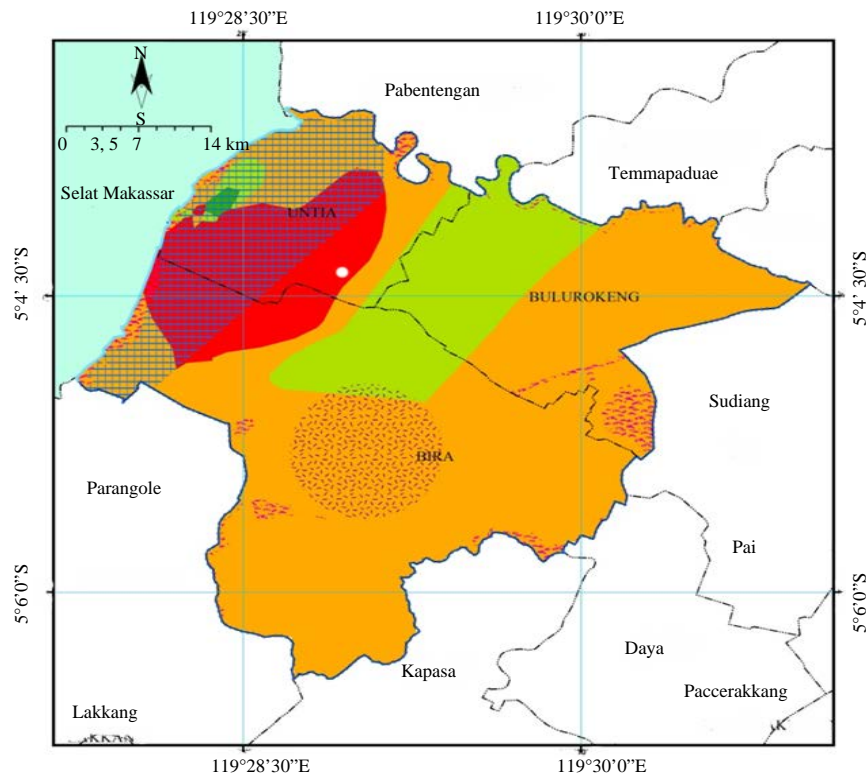 119°28'30"E
119°30'0"E
N
S
0 3, 5 7 14 km
Pabentengan
Temmapaduae
Selat Makassar
UNTIA
5°4' 30"S
5°4' 30"S
BULUROKENG
Sudiang
BIRA
Parangole
Pai
5°6'0"S
5°6'0"S
Daya
Kapasa
Paccerakkang
Lakkang
K
119°28'30"E
119°30'0"E